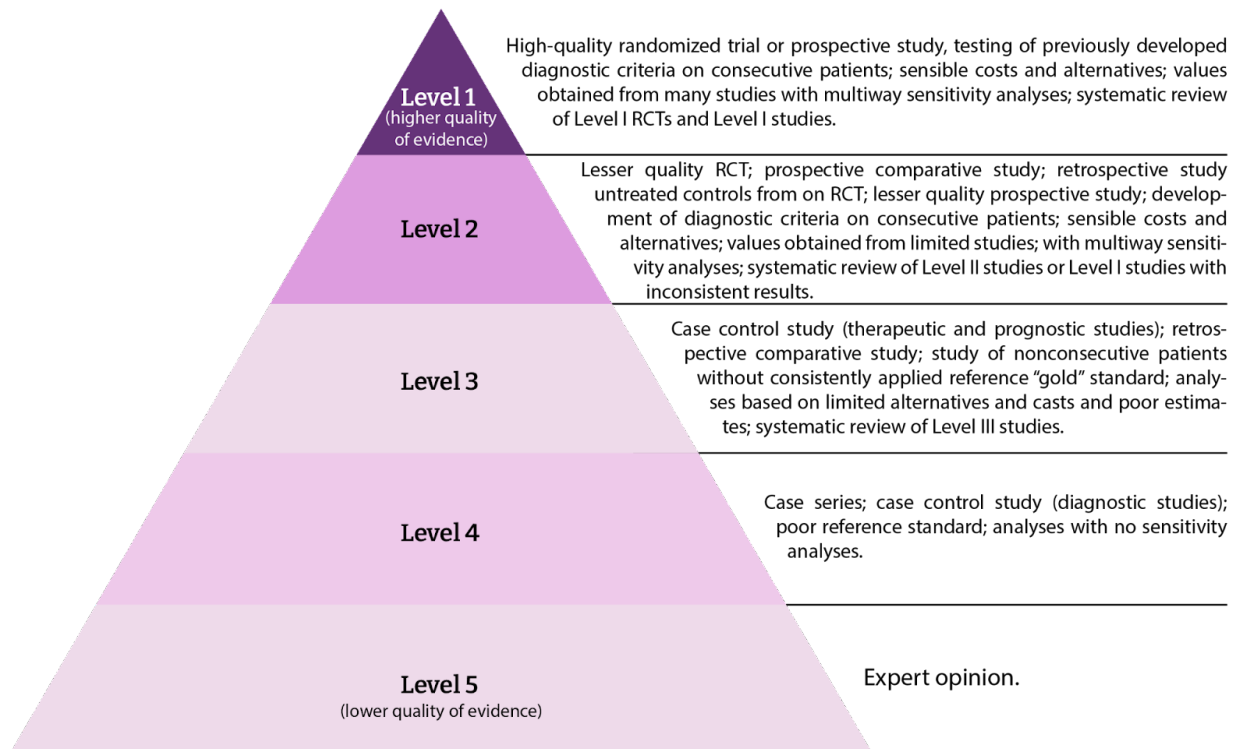 Level 1
(higher quality
of evidence)
High-quality randomized trial or prospective study, testing of previously developed
diagnostic criteria on consecutive patients; sensible costs and alternatives; values
obtained from many studies with multiway sensitivity analyses; systematic review
of Level I RCTs and Level I studies.
Level 2
Lesser quality RCT; prospective comparative study; retrospective study
untreated controls from on RCT; lesser quality prospective study; develop-
ment of diagnostic criteria on consecutive patients; sensible costs and
alternatives; values obtained from limited studies; with multiway sensiti-
vity analyses; systematic review of Level II studies or Level I studies with
inconsistent results.
Level 3
Case control study (therapeutic and prognostic studies); retros-
pective comparative study; study of nonconsecutive patients
without consistently applied reference “gold” standard; analy-
ses based on limited alternatives and casts and poor estima-
tes; systematic review of Level III studies.
Level 4
Case series; case control study (diagnostic studies);
poor reference standard; analyses with no sensitivity
analyses.
Level 5
(lower quality of evidence)
Expert opinion.